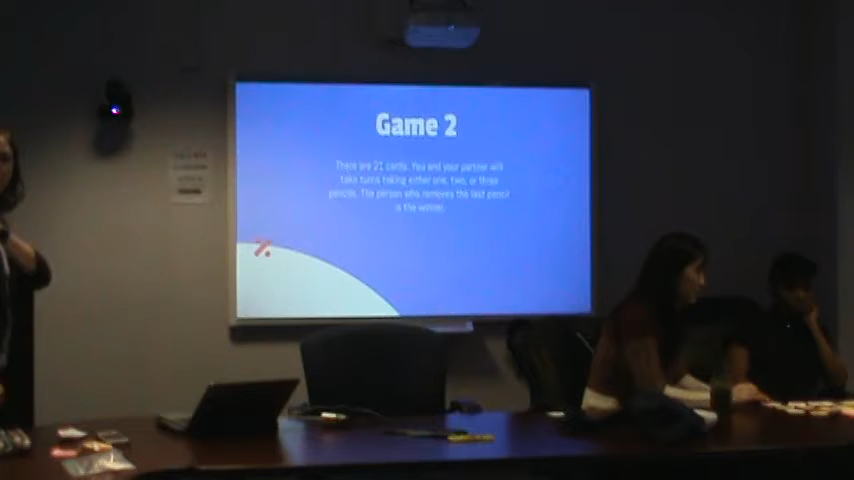 Game 2
There are 21 cards. You and your partner will
take turns taking either one, two, or three
pencils. The person who removes the last pencil
is the winner.